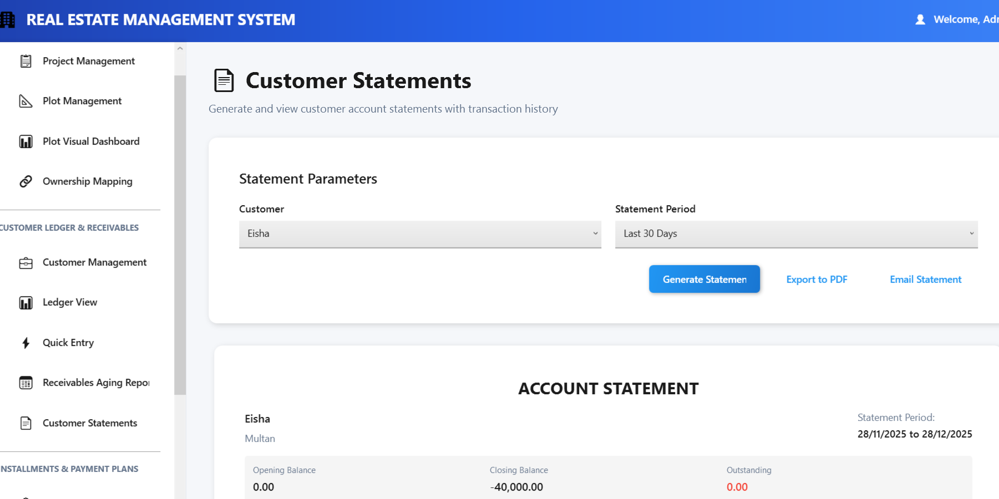 REAL ESTATE MANAGEMENT SYSTEM
Welcome,
Project Management
Plot Management
Plot Visual Dashboard
Ownership Mapping
CUSTOMER LEDGER & RECEIVABLES
Customer Management
Ledger View
Quick Entry
Receivables Aging Repor
Customer Statements
INSTALLMENTS & PAYMENT PLANS
Customer Statements
Generate and view customer account statements with transaction history
Statement Parameters
Customer
Statement Period
Eisha
Last 30 Days
Generate Statemen
Export to PDF
Email Statement
ACCOUNT STATEMENT
Eisha
Multan
Statement Period:
28/11/2025 to 28/12/2025
Opening Balance
Closing Balance
Outstanding
0.00
-40,000.00
0.00